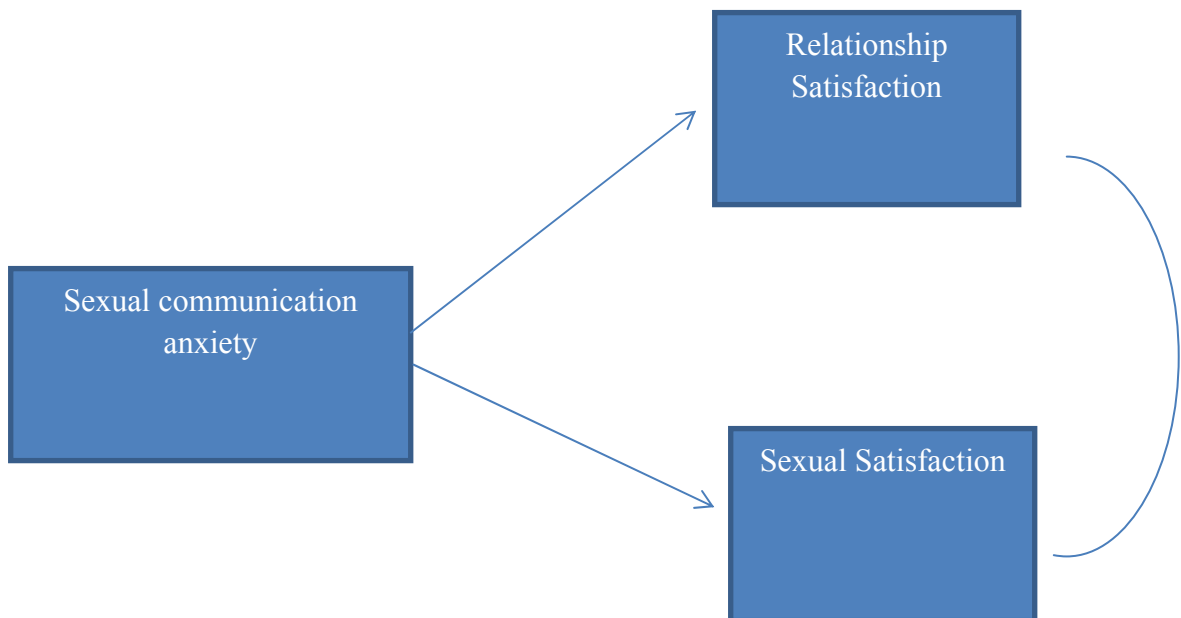 Relationship
Satisfaction
Sexual communication
anxiety
Sexual Satisfaction